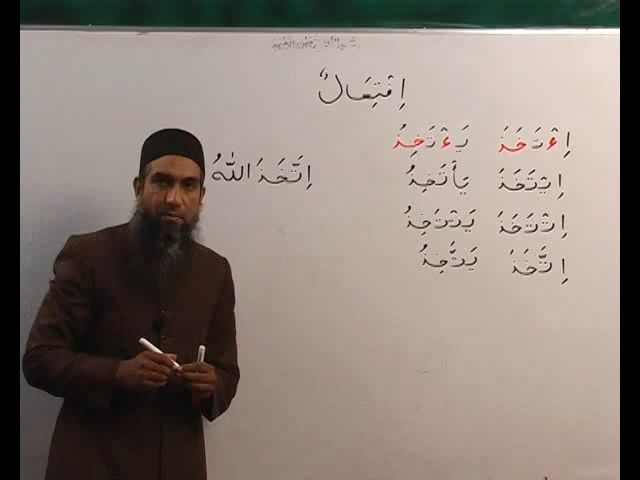 اِفْتِعَالٌ
اِءْتَخَذَ يَءْتَخِذُ
اِيْتَخَذَ يَأْتَخِذُ
اِتْتَخَذَ يَتْتَخِذُ
اِتَّخَذَ يَتَّخِذُ
اِتَّخَذَ اللّٰهُ